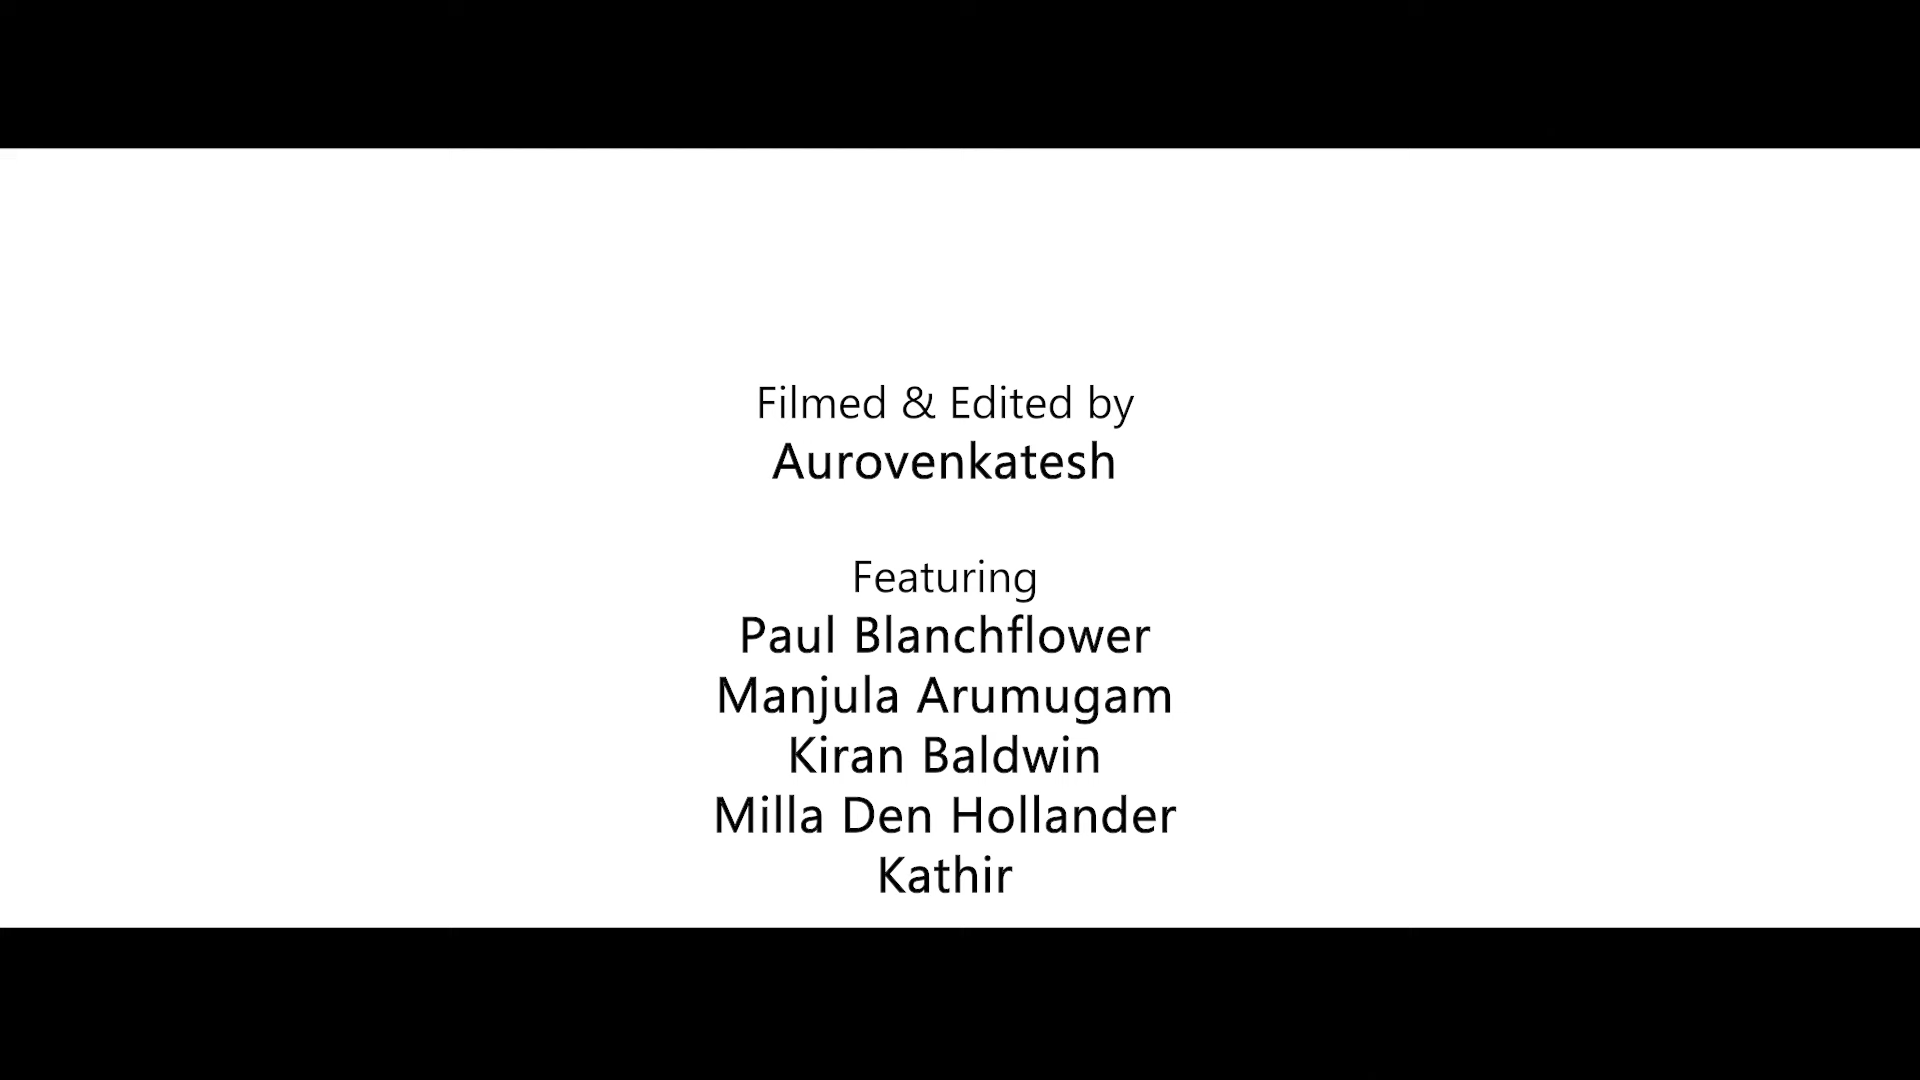 Filmed & Edited by
Aurovenkatesh
Featuring
Paul Blanchflower
Manjula Arumugam
Kiran Baldwin
Milla Den Hollander
Kathir